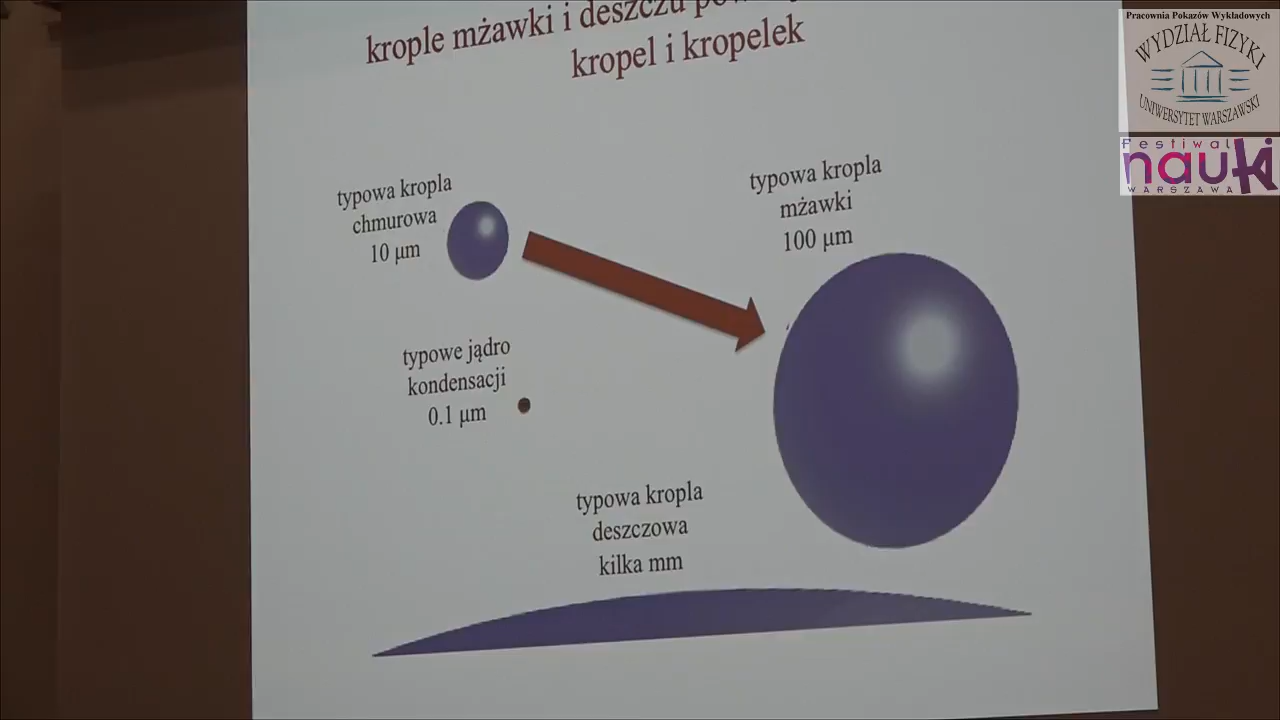 krople mżawki i deszczu
kropel i kropelek
typowa kropla
chmurowa
10 μm
typowa kropla
mżawki
100 μm
typowe jądro
kondensacji
0.1 μm
typowa kropla
deszczowa
kilka mm
Pracownia Pokazów Wykładowych
WYDZIAŁ FIZYKI
UNIWERSYTET WARSZAWSKI
Festiwal
nauki
WARSZAWA